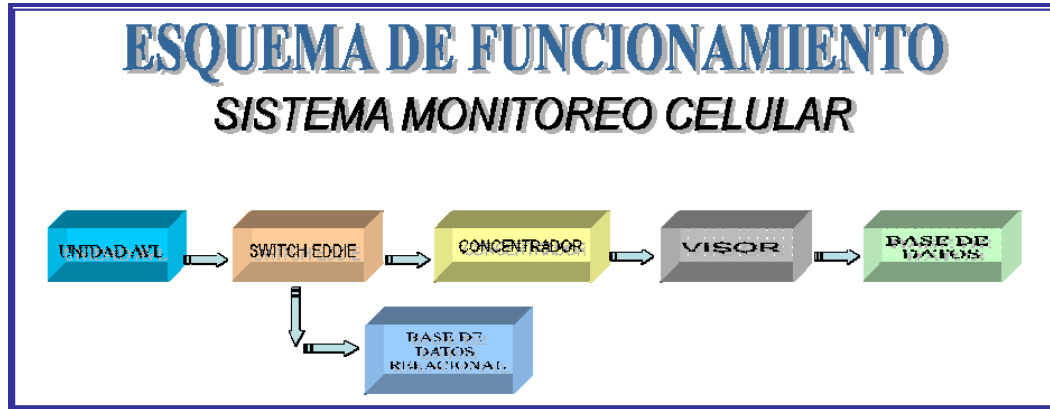 ESQUEMA DE FUNCIONAMIENTO
SISTEMA MONITOREO CELULAR
UNIDAD AVL
SWITCH EDDIE
CONCENTRADOR
VISOR
BASE DE
DATOS
BASE DE
DATOS
RELACIONAL